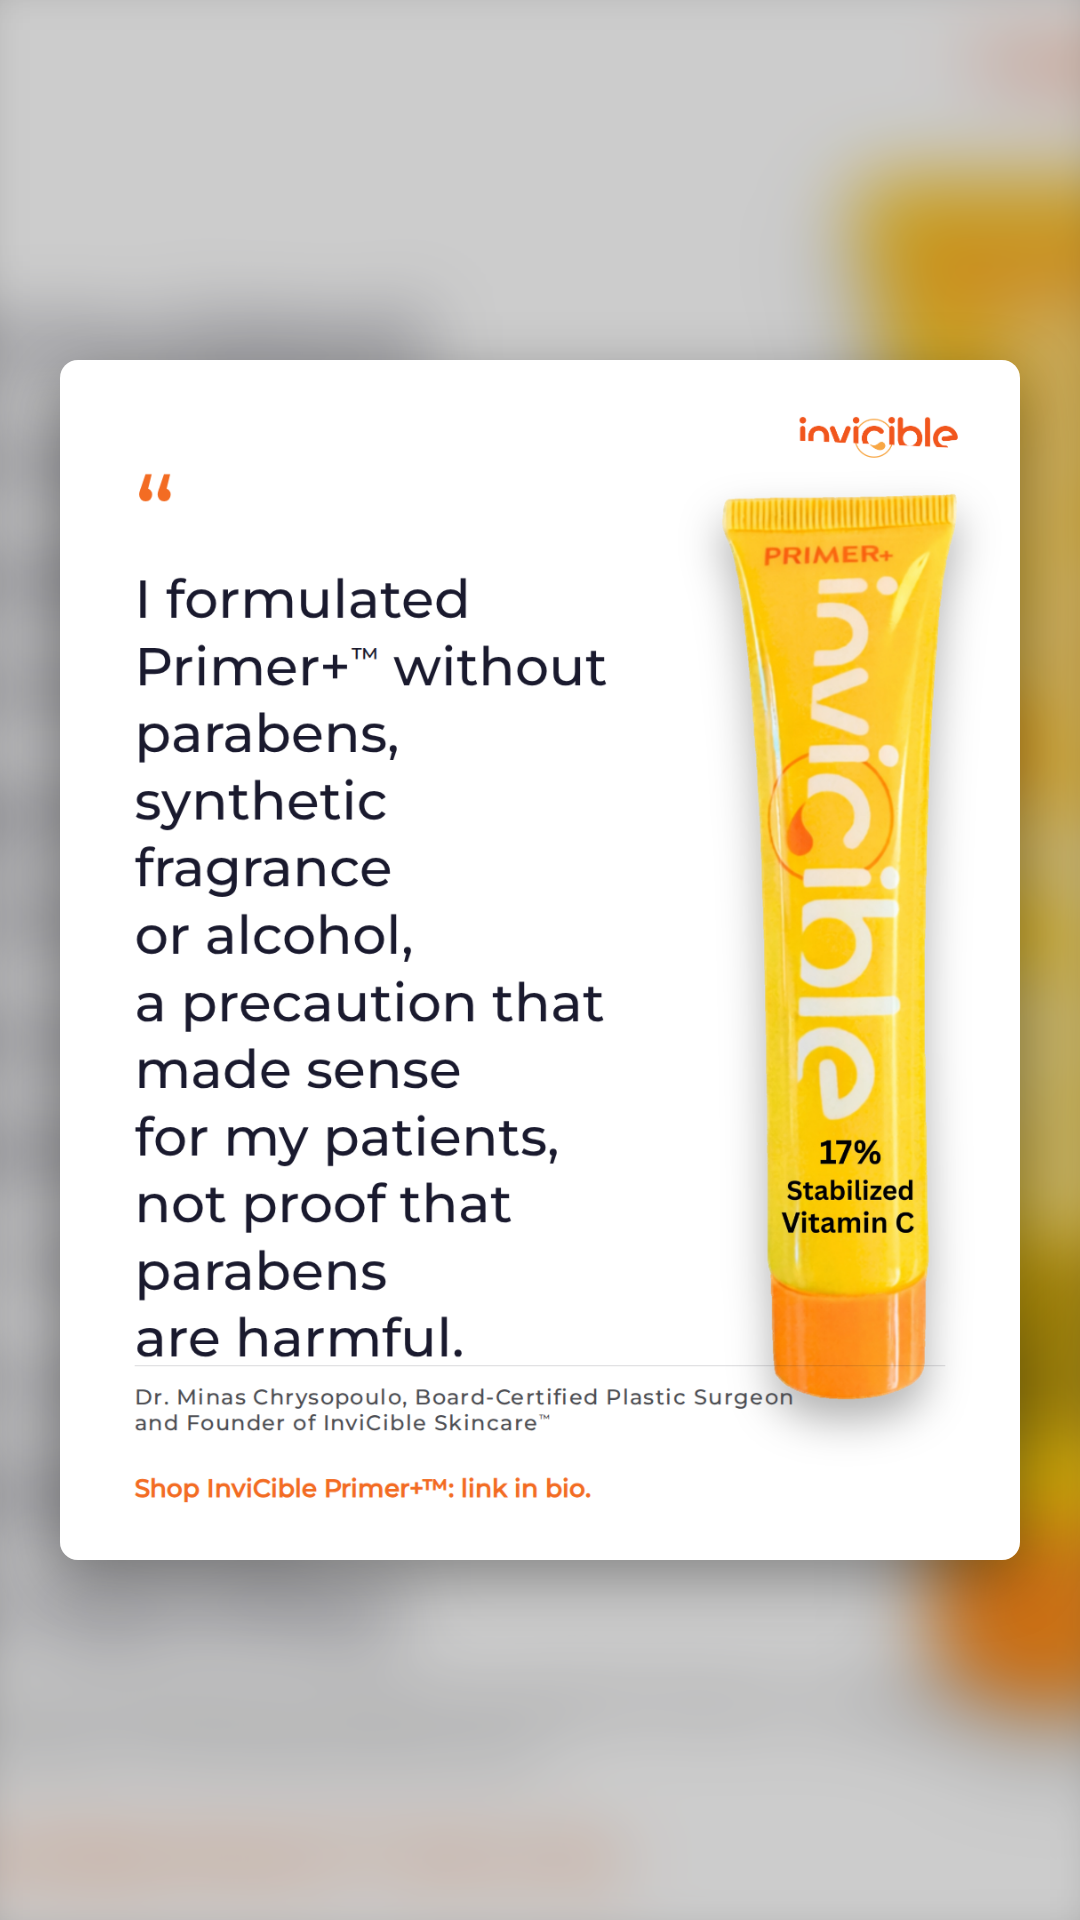 invicible
“
I formulated
Primer+™ without
parabens,
synthetic
fragrance
or alcohol,
a precaution that
made sense
for my patients,
not proof that
parabens
are harmful.
PRIMER+
invicible
17%
Stabilized
Vitamin C
Dr. Minas Chrysopoulo, Board-Certified Plastic Surgeon
and Founder of InviCible Skincare™
Shop InviCible Primer+™: link in bio.